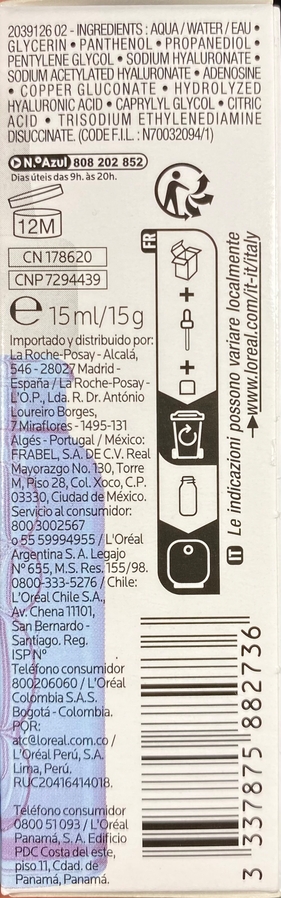 2039126 02 - INGREDIENTS : AQUA / WATER / EAU •
GLYCERIN • PANTHENOL • PROPANEDIOL •
PENTYLENE GLYCOL • SODIUM HYALURONATE •
SODIUM ACETYLATED HYALURONATE • ADENOSINE
• COPPER GLUCONATE • HYDROLYZED
HYALURONIC ACID • CAPRYLYL GLYCOL • CITRIC
ACID • TRISODIUM ETHYLENEDIAMINE
DISUCCINATE. (CODE F.I.L. : N70032094/1)
N.º Azul 808 202 852
Dias úteis das 9h. às 20h.
12M
CN 178620
CNP 7294439
e 15 ml/15 g
Importado y distribuido por:
La Roche-Posay - Alcalá,
546 - 28027 Madrid -
España / La Roche-Posay -
L'O.P., Lda. R. Dr. António
Loureiro Borges,
7 Miraflores - 1495-131
Algés - Portugal / México:
FRABEL, S.A. DE C.V. Real
Mayorazgo No. 130, Torre
M, Piso 28, Col. Xoco, C.P.
03330, Ciudad de México.
Servicio al consumidor:
800 3002567
o 55 59994955 / L'Oréal
Argentina S. A. Legajo
Nº 655, M.S. Res. 155/98.
0800-333-5276 / Chile:
L'Oréal Chile S.A.,
Av. Chena 11101,
San Bernardo -
Santiago. Reg.
ISP Nº
Teléfono consumidor
800206060 / L'Oréal
Colombia S.A.S.
Bogotá - Colombia.
PQR:
atc@loreal.com.co /
L'Oréal Perú, S.A.
Lima, Perú.
RUC20416414018.
Teléfono consumidor
0800 51 093 / L'Oréal
Panamá, S. A. Edificio
PDC Costa del este,
piso 11, Cdad. de
Panamá, Panamá.
FR
+
+
IT Le indicazioni possono variare localmente
www.loreal.com/it-it/italy
3 337875 882736